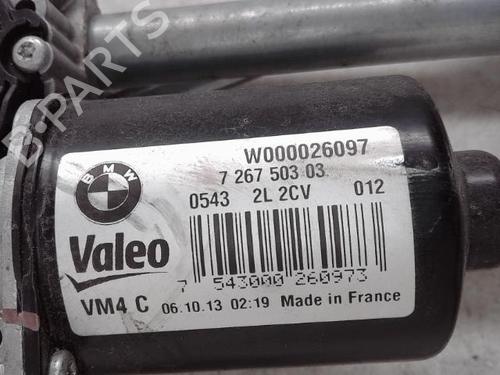 B-PARTS
W000026097
7 267 503 03
0543 2L 2CV 012
BMW
Valeo
7 543000 260973
VM4 C 06.10.13 02:19 Made in France